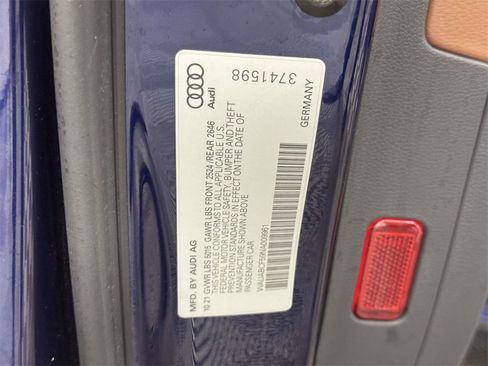 Audi
3741598
GERMANY
MFD. BY AUDI AG
10.21 GVWR LBS 5015 GAWR LBS FRONT 2524 /REAR 2646
THIS VEHICLE CONFORMS TO ALL APPLICABLE U.S.
FEDERAL MOTOR VEHICLE SAFETY, BUMPER AND THEFT
PREVENTION STANDARDS IN EFFECT ON THE DATE OF
MANUFACTURE SHOWN ABOVE.
PASSENGER CAR
WAUABCF59NA009961